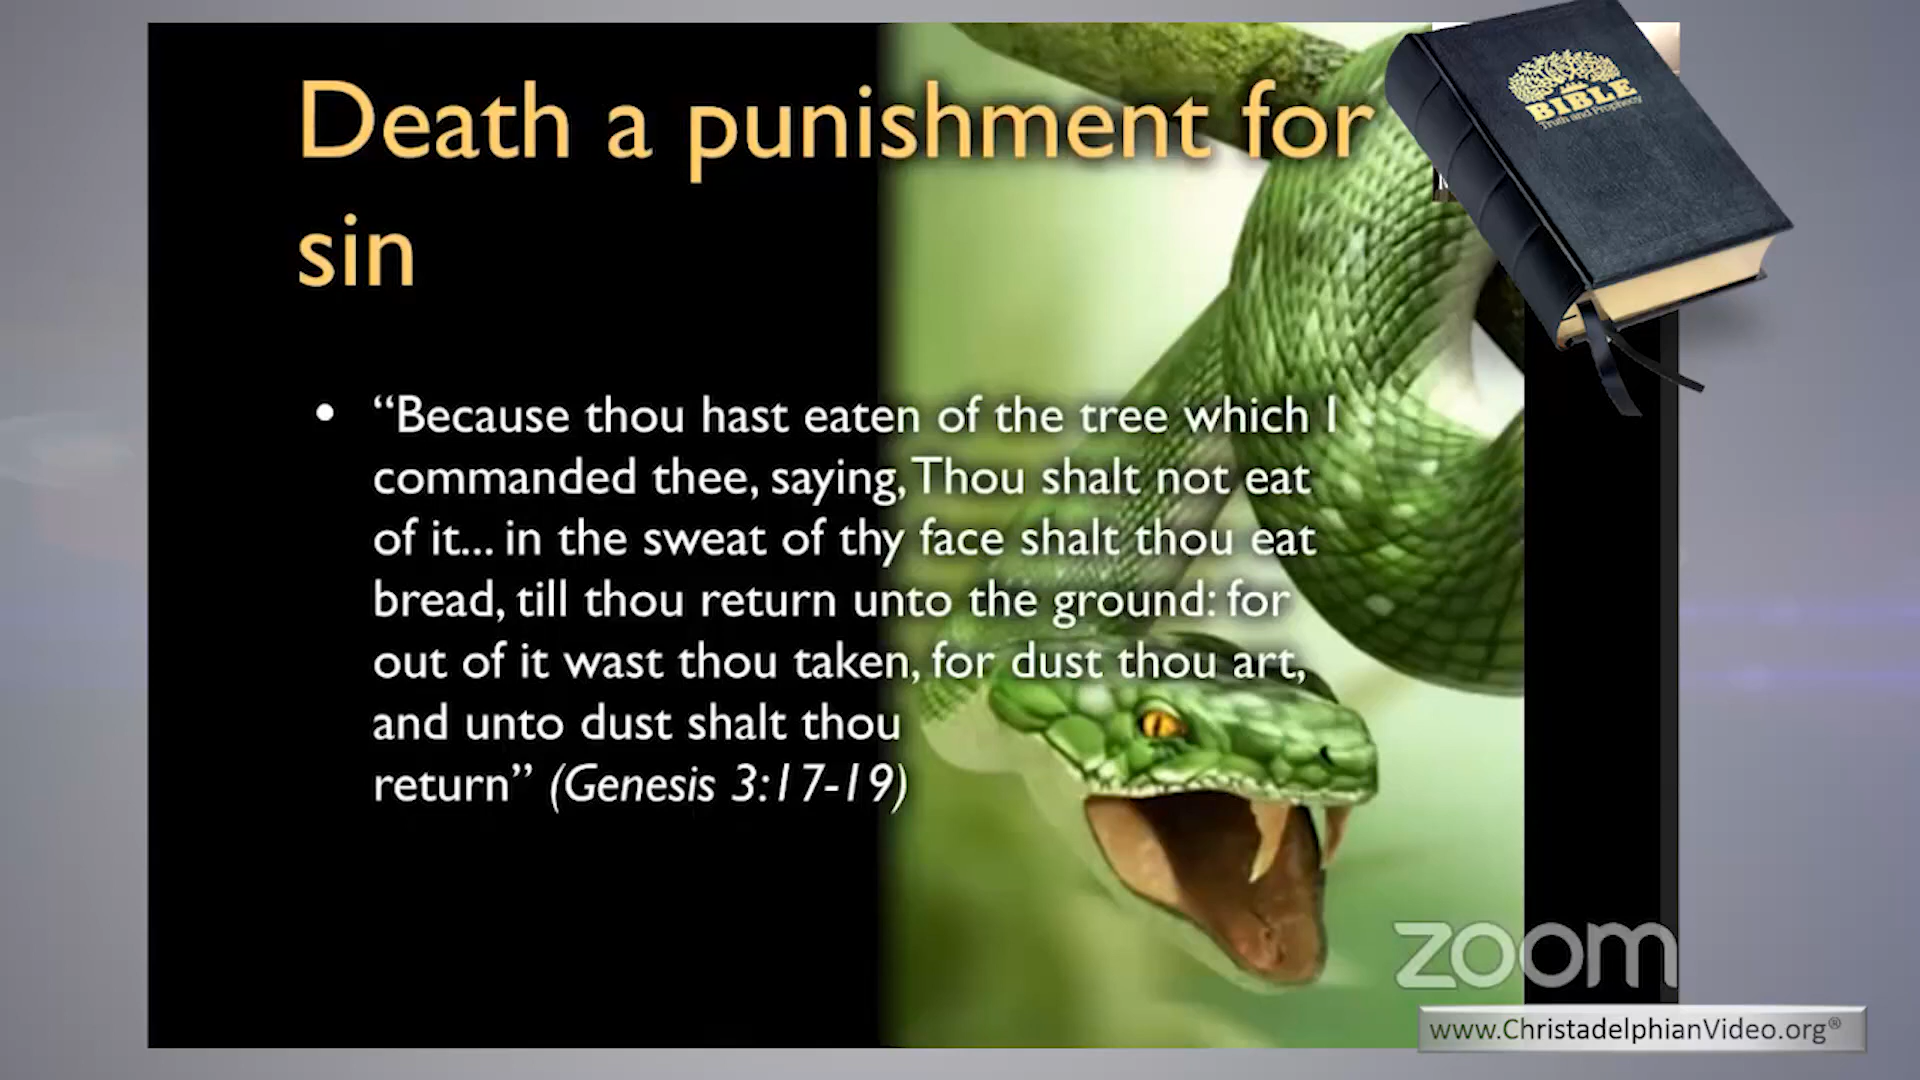 Death a punishment for
sin
BIBLE
Truth and Prophecy
• “Because thou hast eaten of the tree which I
commanded thee, saying, Thou shalt not eat
of it... in the sweat of thy face shalt thou eat
bread, till thou return unto the ground: for
out of it wast thou taken, for dust thou art,
and unto dust shalt thou
return” (Genesis 3:17-19)
zoom
www.ChristadelphianVideo.org®